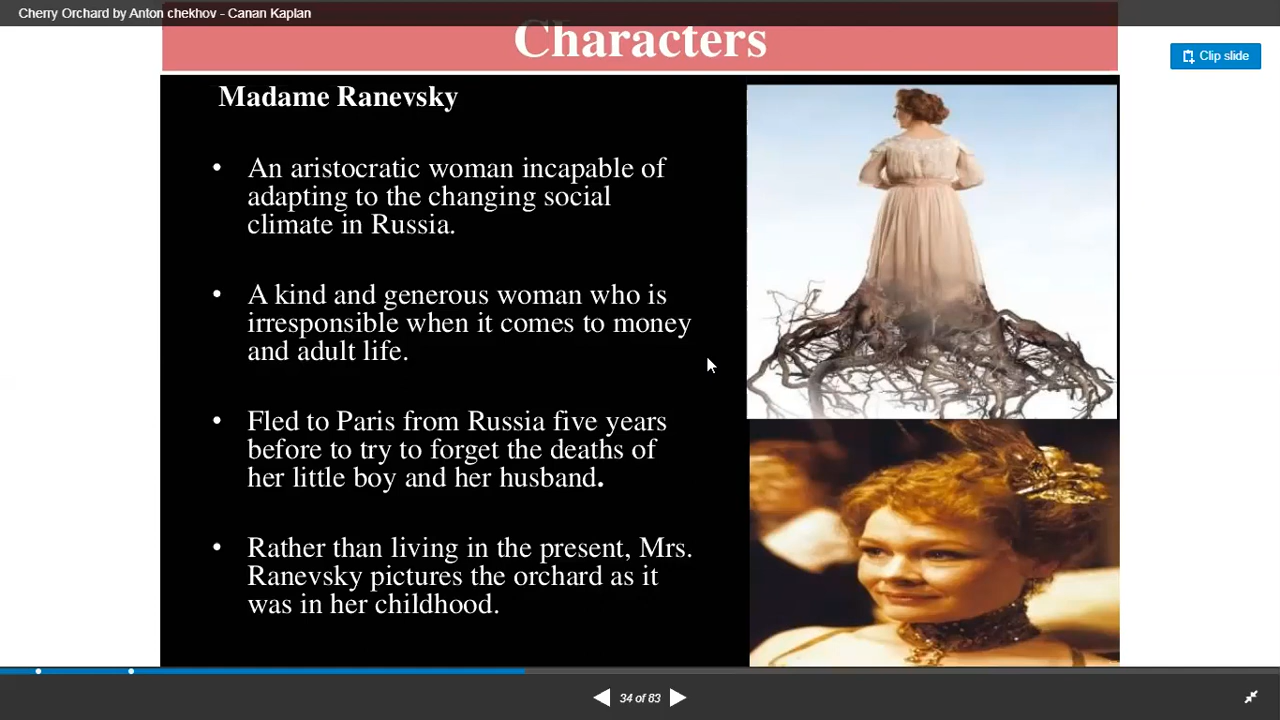 Cherry Orchard by Anton chekhov - Canan Kaplan
Characters
Clip slide
Madame Ranevsky
• An aristocratic woman incapable of
adapting to the changing social
climate in Russia.
• A kind and generous woman who is
irresponsible when it comes to money
and adult life.
• Fled to Paris from Russia five years
before to try to forget the deaths of
her little boy and her husband.
• Rather than living in the present, Mrs.
Ranevsky pictures the orchard as it
was in her childhood.
34 of 83